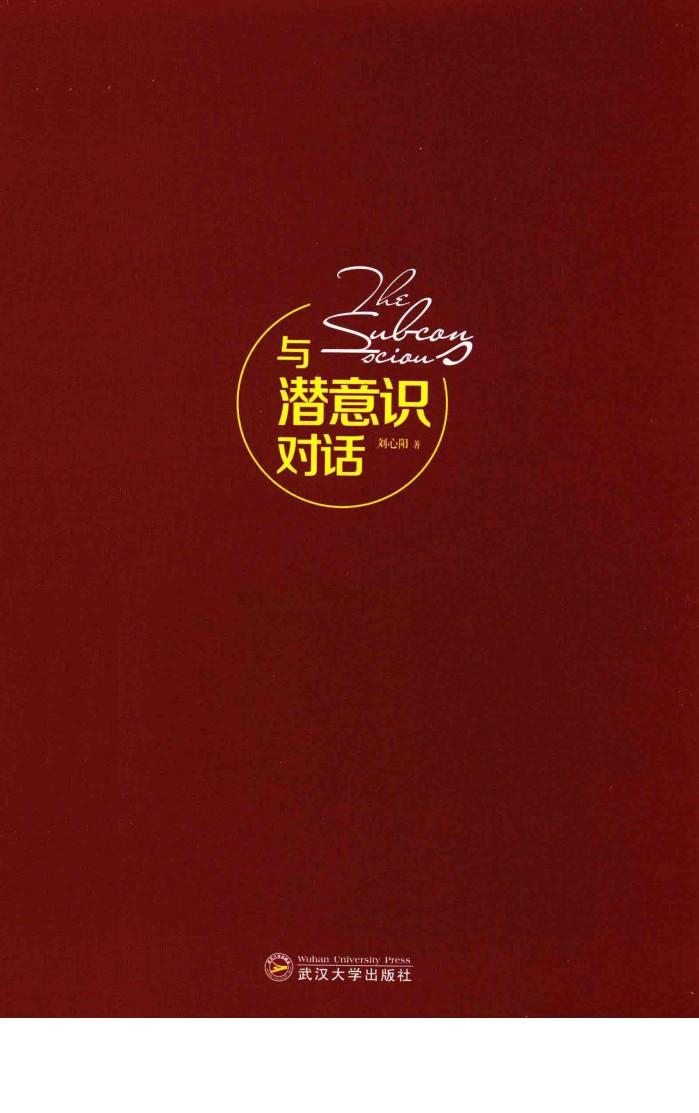 The
Subcon
scious
与
潜意识
对话
刘心阳 著
Wuhan University Press
武汉大学出版社